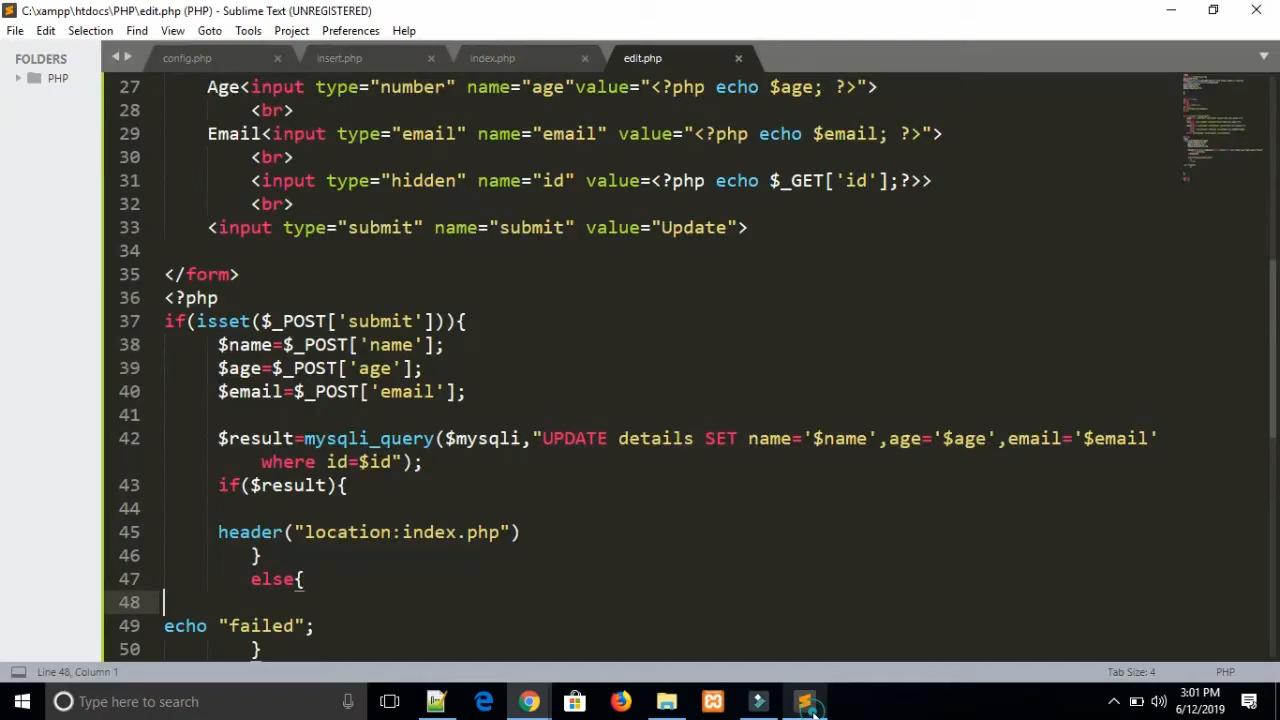 C:\xampp\htdocs\PHP\edit.php (PHP) - Sublime Text (UNREGISTERED)
File Edit Selection Find View Goto Tools Project Preferences Help
FOLDERS
PHP
config.php insert.php index.php edit.php
27 Age<input type="number" name="age"value="<?php echo $age; ?>">
28 <br>
29 Email<input type="email" name="email" value="<?php echo $email; ?>">
30 <br>
31 <input type="hidden" name="id" value=<?php echo $_GET['id'];?>>
32 <br>
33 <input type="submit" name="submit" value="Update">
34
35 </form>
36 <?php
37 if(isset($_POST['submit'])){
38 $name=$_POST['name'];
39 $age=$_POST['age'];
40 $email=$_POST['email'];
41
42 $result=mysqli_query($mysqli,"UPDATE details SET name='$name',age='$age',email='$email'
where id=$id");
43 if($result){
44
45 header("location:index.php")
46 }
47 else{
48
49 echo "failed";
50 }
Line 48, Column 1 Tab Size: 4 PHP
Type here to search
3:01 PM
6/12/2019